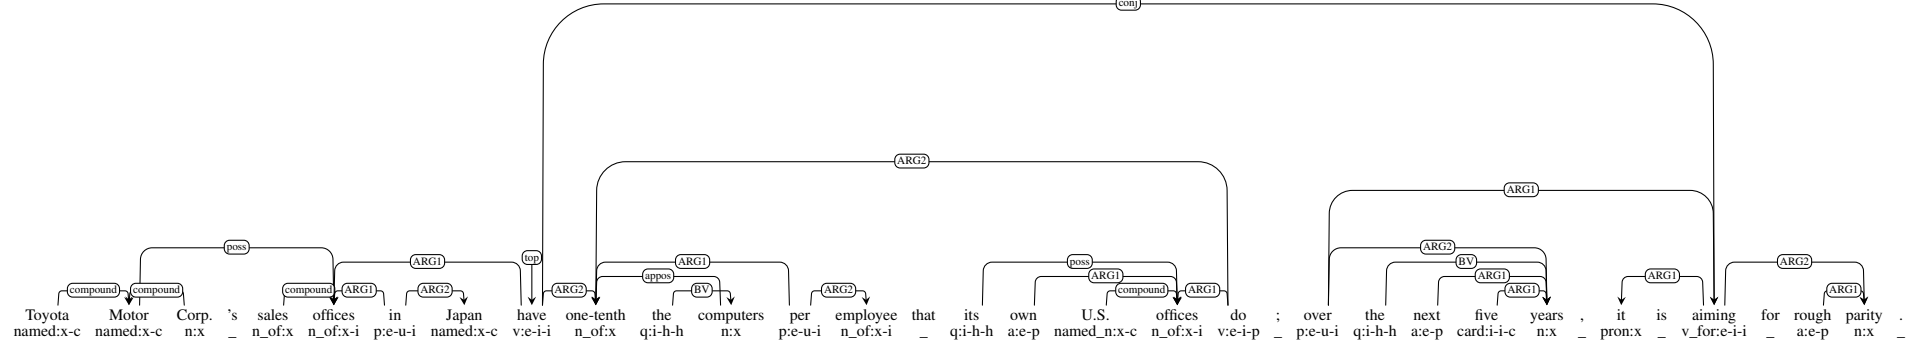 conj
ARG2
ARG1
poss ARG2
ARG1 top ARG1 poss BV
appos ARG1 ARG1 ARG1 ARG2
compound compound compound ARG1 ARG2 ARG2 BV ARG2 compound ARG1 ARG1 ARG1
Toyota Motor Corp. 's sales offices in Japan have one-tenth the computers per employee that its own U.S. offices do ; over the next five years , it is aiming for rough parity .
named:x-c named:x-c n:x _ n_of:x n_of:x-i p:e-u-i named:x-c v:e-i-i n_of:x q:i-h-h n:x p:e-u-i n_of:x-i _ q:i-h-h a:e-p named_n:x-c n_of:x-i v:e-i-p _ p:e-u-i q:i-h-h a:e-p card:i-i-c n:x _ pron:x _ v_for:e-i-i _ a:e-p n:x _